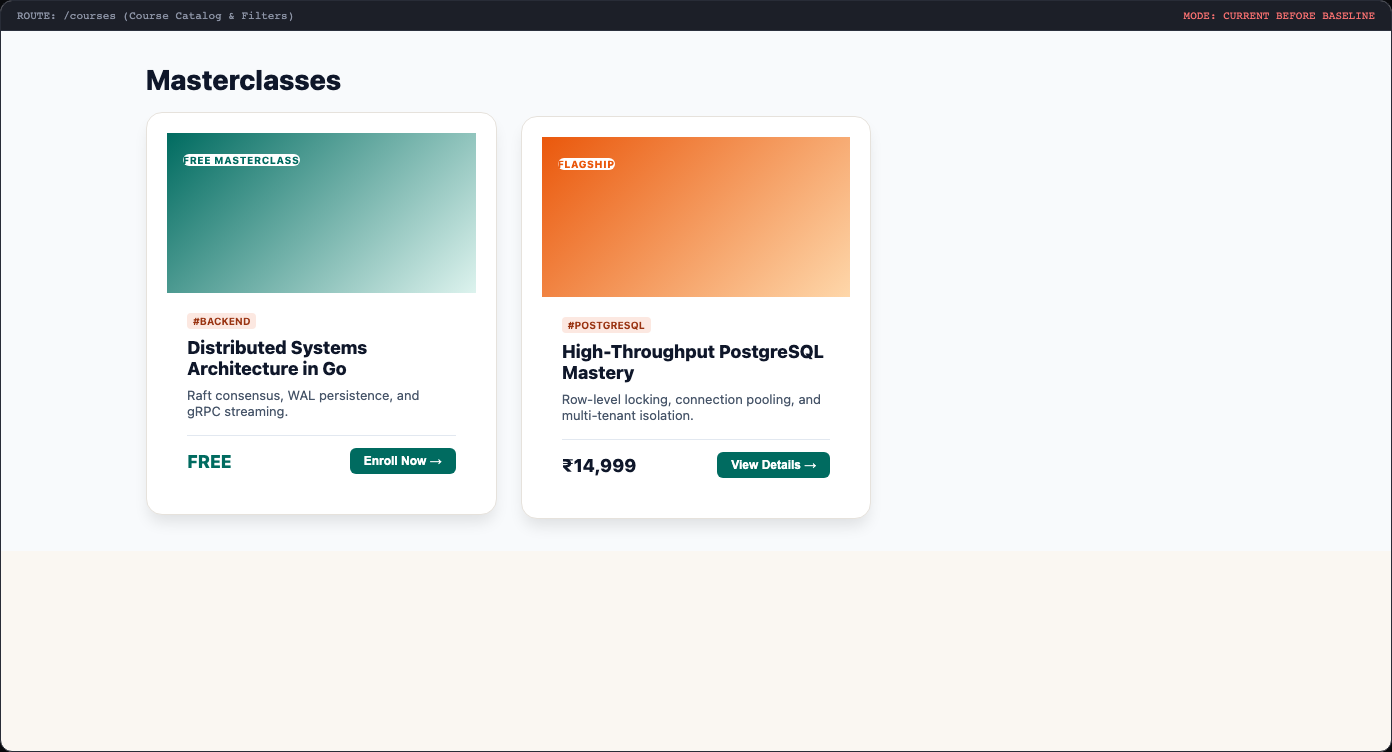 ROUTE: /courses (Course Catalog & Filters)
MODE: CURRENT BEFORE BASELINE
Masterclasses
FREE MASTERCLASS
#BACKEND
Distributed Systems
Architecture in Go
Raft consensus, WAL persistence, and
gRPC streaming.
FREE
Enroll Now →
FLAGSHIP
#POSTGRESQL
High-Throughput PostgreSQL
Mastery
Row-level locking, connection pooling, and
multi-tenant isolation.
₹14,999
View Details →